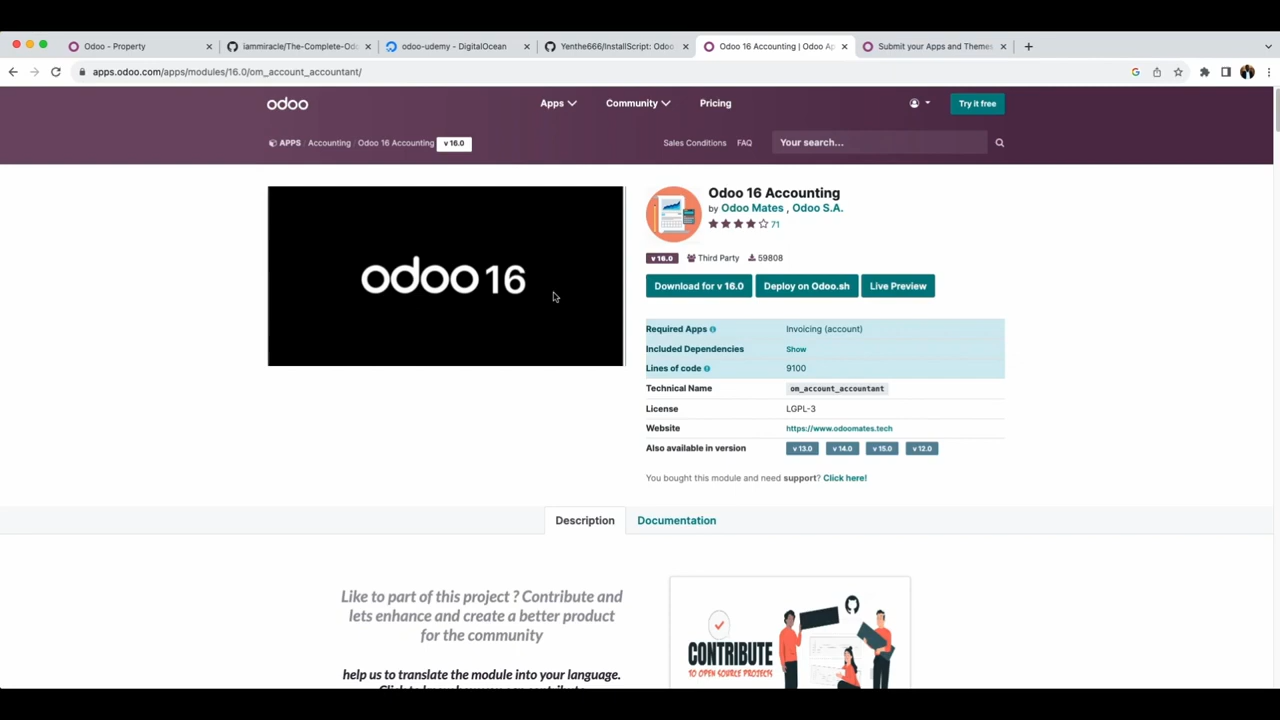 Odoo - Property
iammiracle/The-Complete-Odo
odoo-udemy - DigitalOcean
Yenthe666/InstallScript: Odoo
Odoo 16 Accounting | Odoo Ap
Submit your Apps and Themes
apps.odoo.com/apps/modules/16.0/om_account_accountant/
odoo
Apps
Community
Pricing
Try it free
APPS / Accounting / Odoo 16 Accounting v 16.0
Sales Conditions
FAQ
Your search...
odoo 16
Odoo 16 Accounting
by Odoo Mates , Odoo S.A.
71
v 16.0 Third Party 59808
Download for v 16.0
Deploy on Odoo.sh
Live Preview
Required Apps Invoicing (account)
Included Dependencies Show
Lines of code 9100
Technical Name om_account_accountant
License LGPL-3
Website https://www.odoomates.tech
Also available in version v 13.0 v 14.0 v 15.0 v 12.0
You bought this module and need support? Click here!
Description
Documentation
Like to part of this project ? Contribute and
lets enhance and create a better product
for the community
help us to translate the module into your language.
CONTRIBUTE
TO OPEN SOURCE PROJECTS